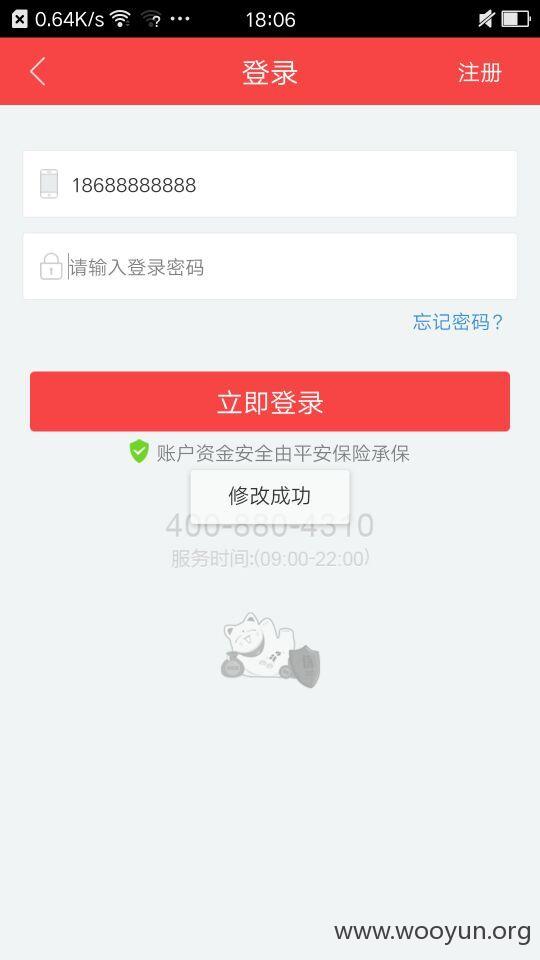 0.64K/s ? 18:06
登录 注册
18688888888
请输入登录密码
忘记密码?
立即登录
账户资金安全由平安保险承保
修改成功
400-880-4310
服务时间:(09:00-22:00)
www.wooyun.org